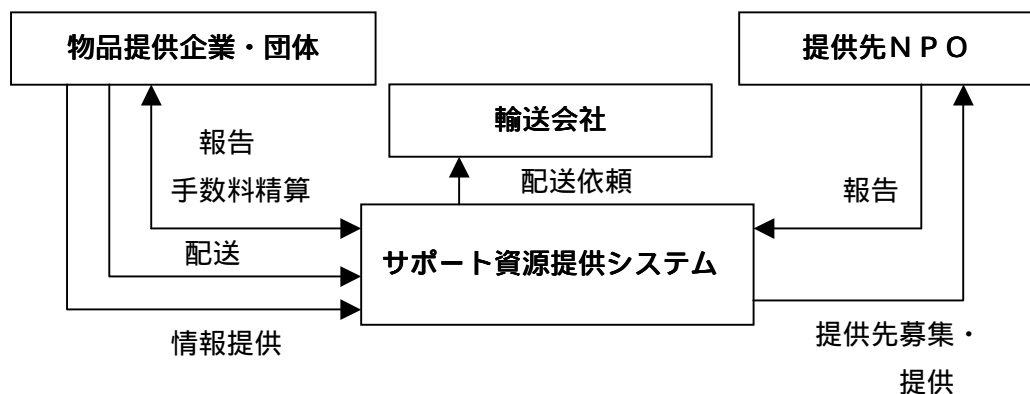 物品提供企業・団体
提供先ＮＰＯ
輸送会社
報告
手数料精算
配送依頼
報告
配送
サポート資源提供システム
情報提供
提供先募集・
提供